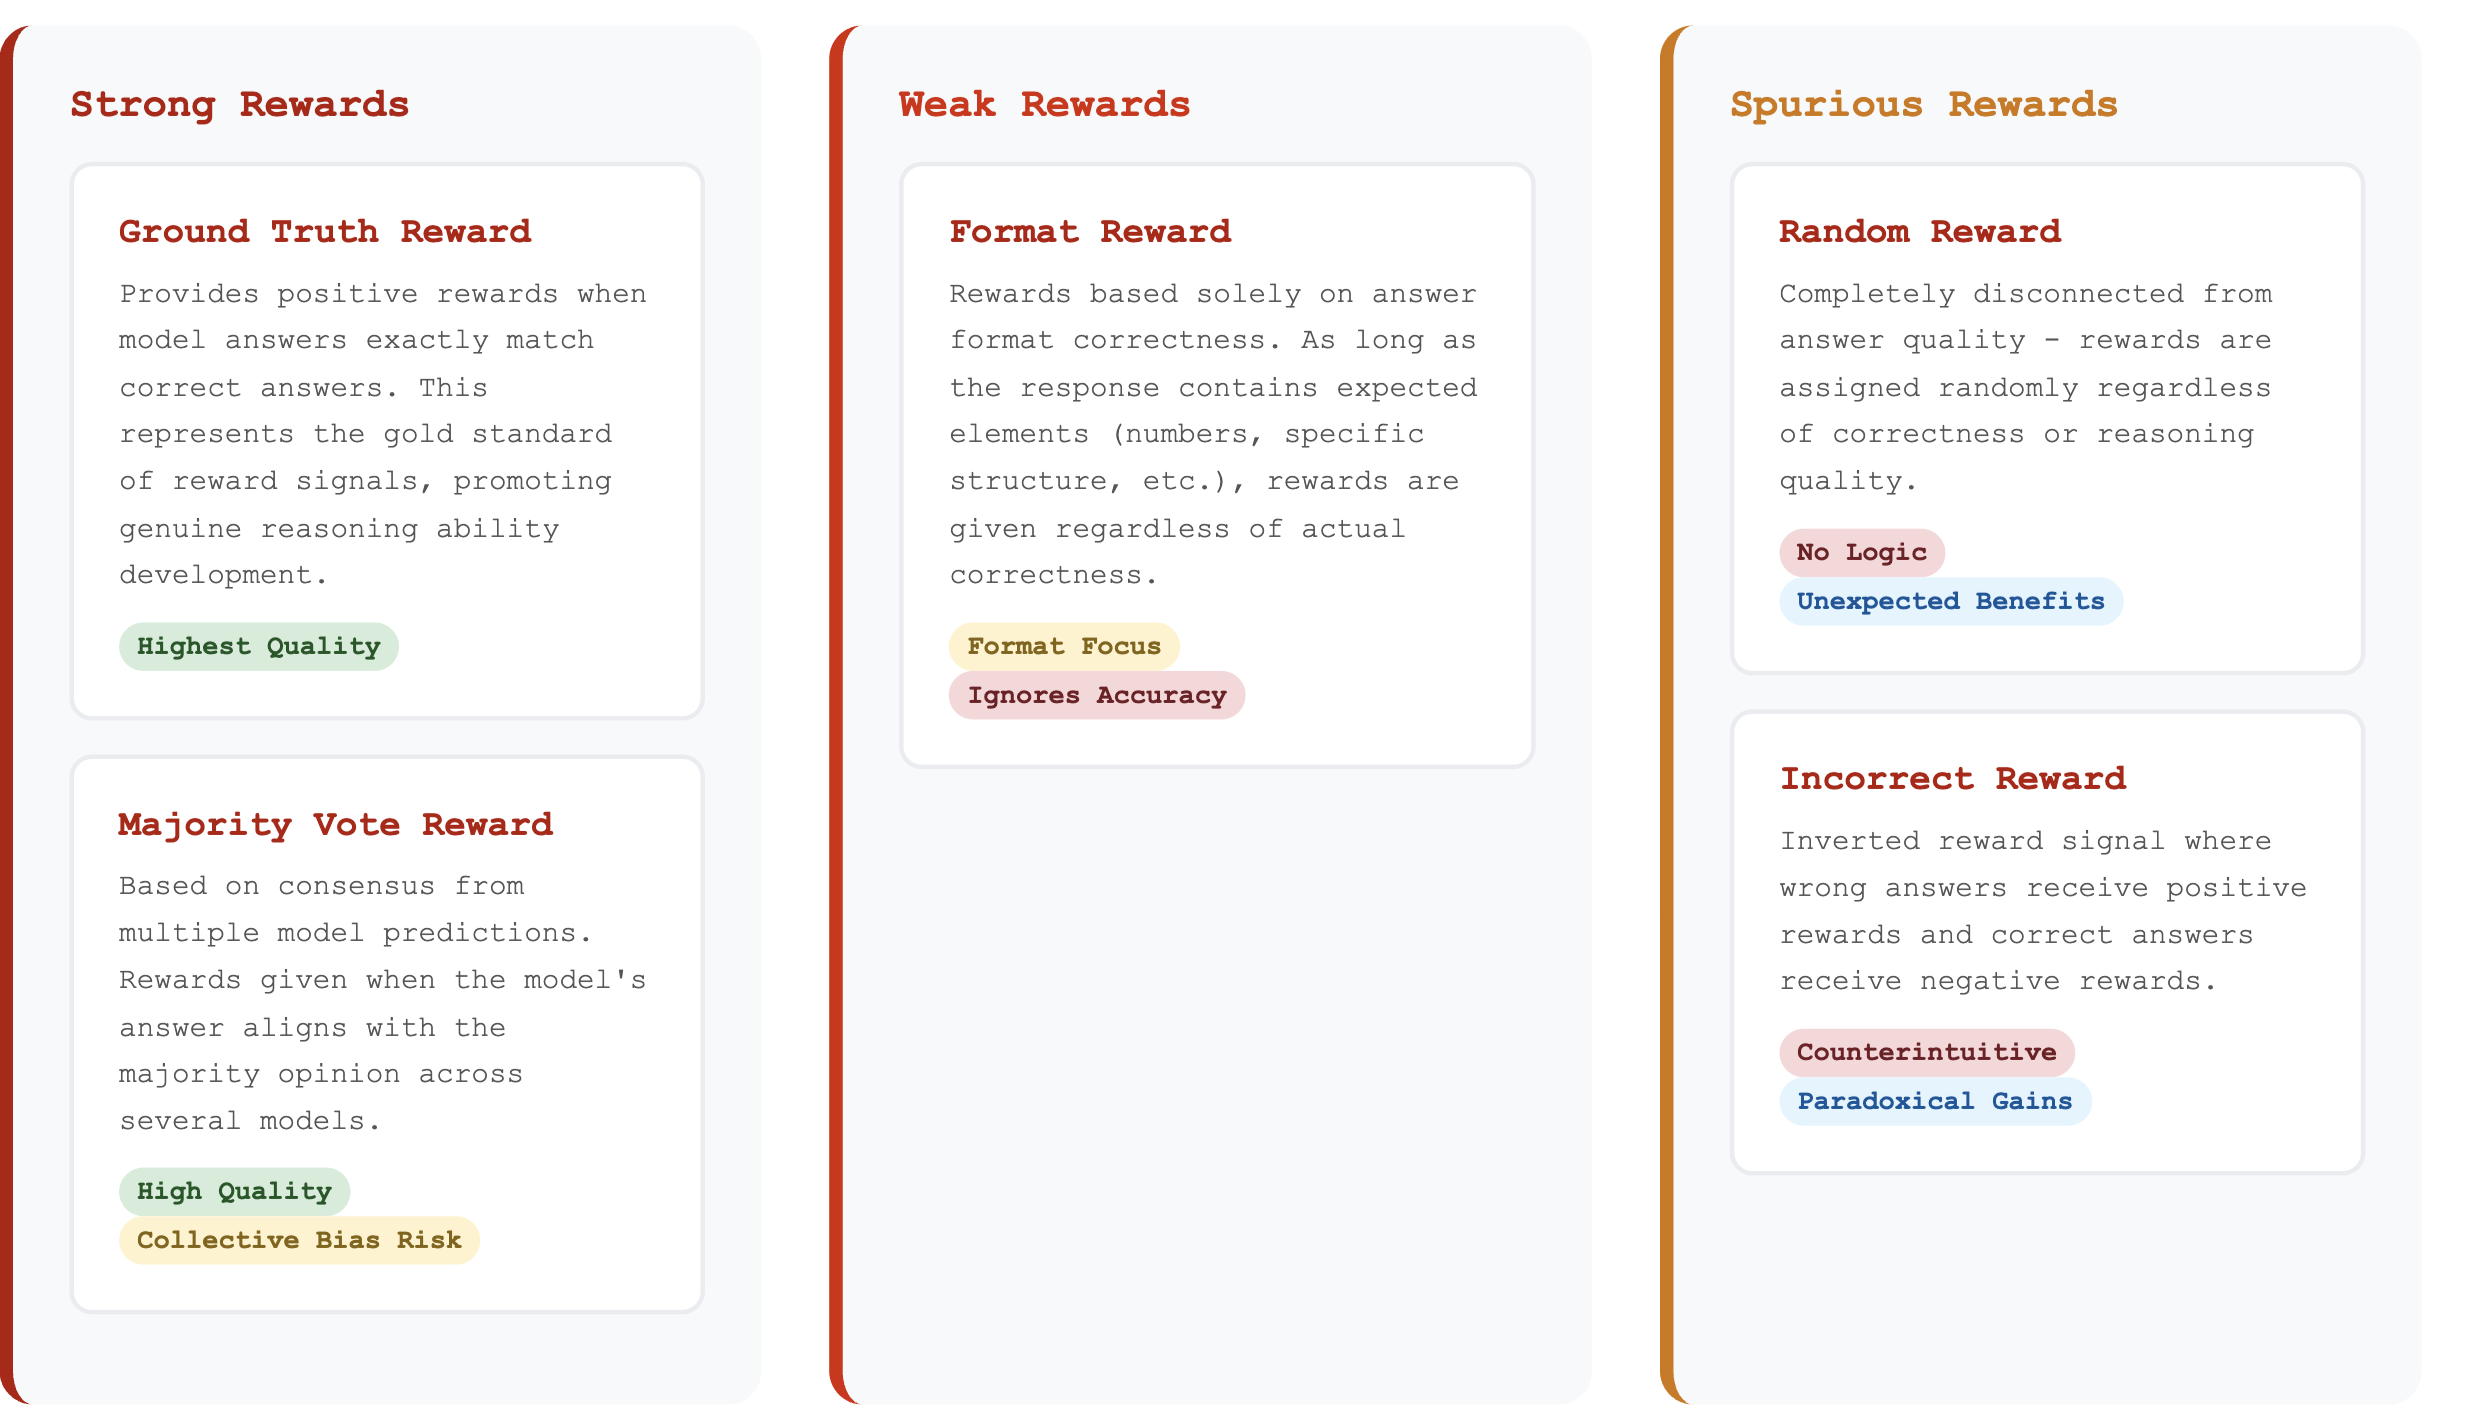 Strong Rewards
Ground Truth Reward
Provides positive rewards when
model answers exactly match
correct answers. This
represents the gold standard
of reward signals, promoting
genuine reasoning ability
development.
Highest Quality
Majority Vote Reward
Based on consensus from
multiple model predictions.
Rewards given when the model's
answer aligns with the
majority opinion across
several models.
High Quality
Collective Bias Risk
Weak Rewards
Format Reward
Rewards based solely on answer
format correctness. As long as
the response contains expected
elements (numbers, specific
structure, etc.), rewards are
given regardless of actual
correctness.
Format Focus
Ignores Accuracy
Spurious Rewards
Random Reward
Completely disconnected from
answer quality - rewards are
assigned randomly regardless
of correctness or reasoning
quality.
No Logic
Unexpected Benefits
Incorrect Reward
Inverted reward signal where
wrong answers receive positive
rewards and correct answers
receive negative rewards.
Counterintuitive
Paradoxical Gains